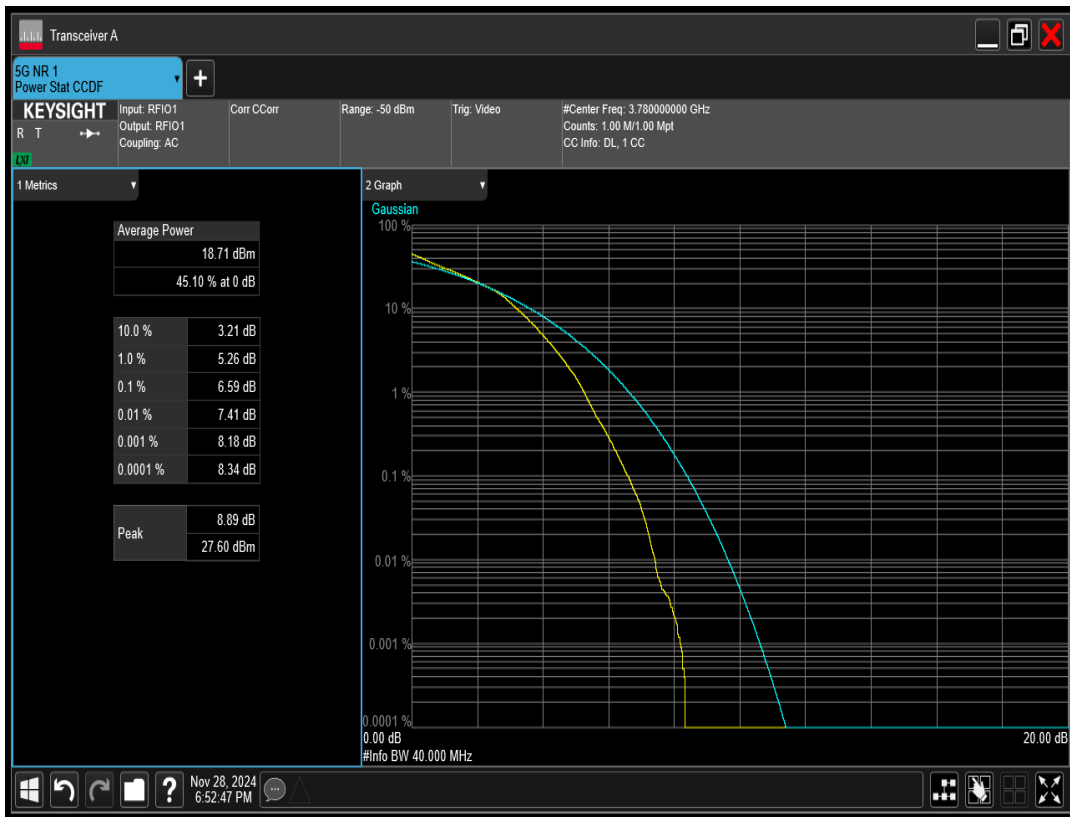 Transceiver A
5G NR 1
Power Stat CCDF
+
KEYSIGHT
R T
LXI
Input: RFIO1
Output: RFIO1
Coupling: AC
Corr CCorr
Range: -50 dBm
Trig: Video
#Center Freq: 3.780000000 GHz
Counts: 1.00 M/1.00 Mpt
CC Info: DL, 1 CC
1 Metrics
Average Power
18.71 dBm
45.10 % at 0 dB
10.0 % 3.21 dB
1.0 % 5.26 dB
0.1 % 6.59 dB
0.01 % 7.41 dB
0.001 % 8.18 dB
0.0001 % 8.34 dB
Peak
8.89 dB
27.60 dBm
2 Graph
Gaussian
100 %
10 %
1 %
0.1 %
0.01 %
0.001 %
0.0001 %
0.00 dB 20.00 dB
#Info BW 40.000 MHz
?
Nov 28, 2024
6:52:47 PM